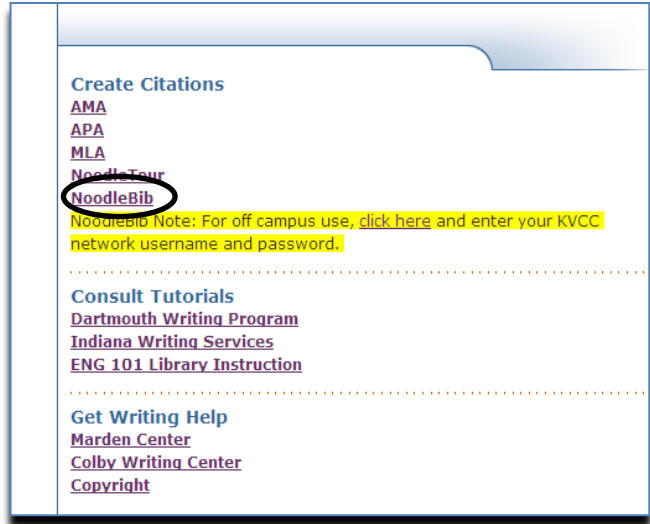 Create Citations
AMA
APA
MLA
NoodleTour
NoodleBib
NoodleBib Note: For off campus use, click here and enter your KVCC
network username and password.
Consult Tutorials
Dartmouth Writing Program
Indiana Writing Services
ENG 101 Library Instruction
Get Writing Help
Marden Center
Colby Writing Center
Copyright